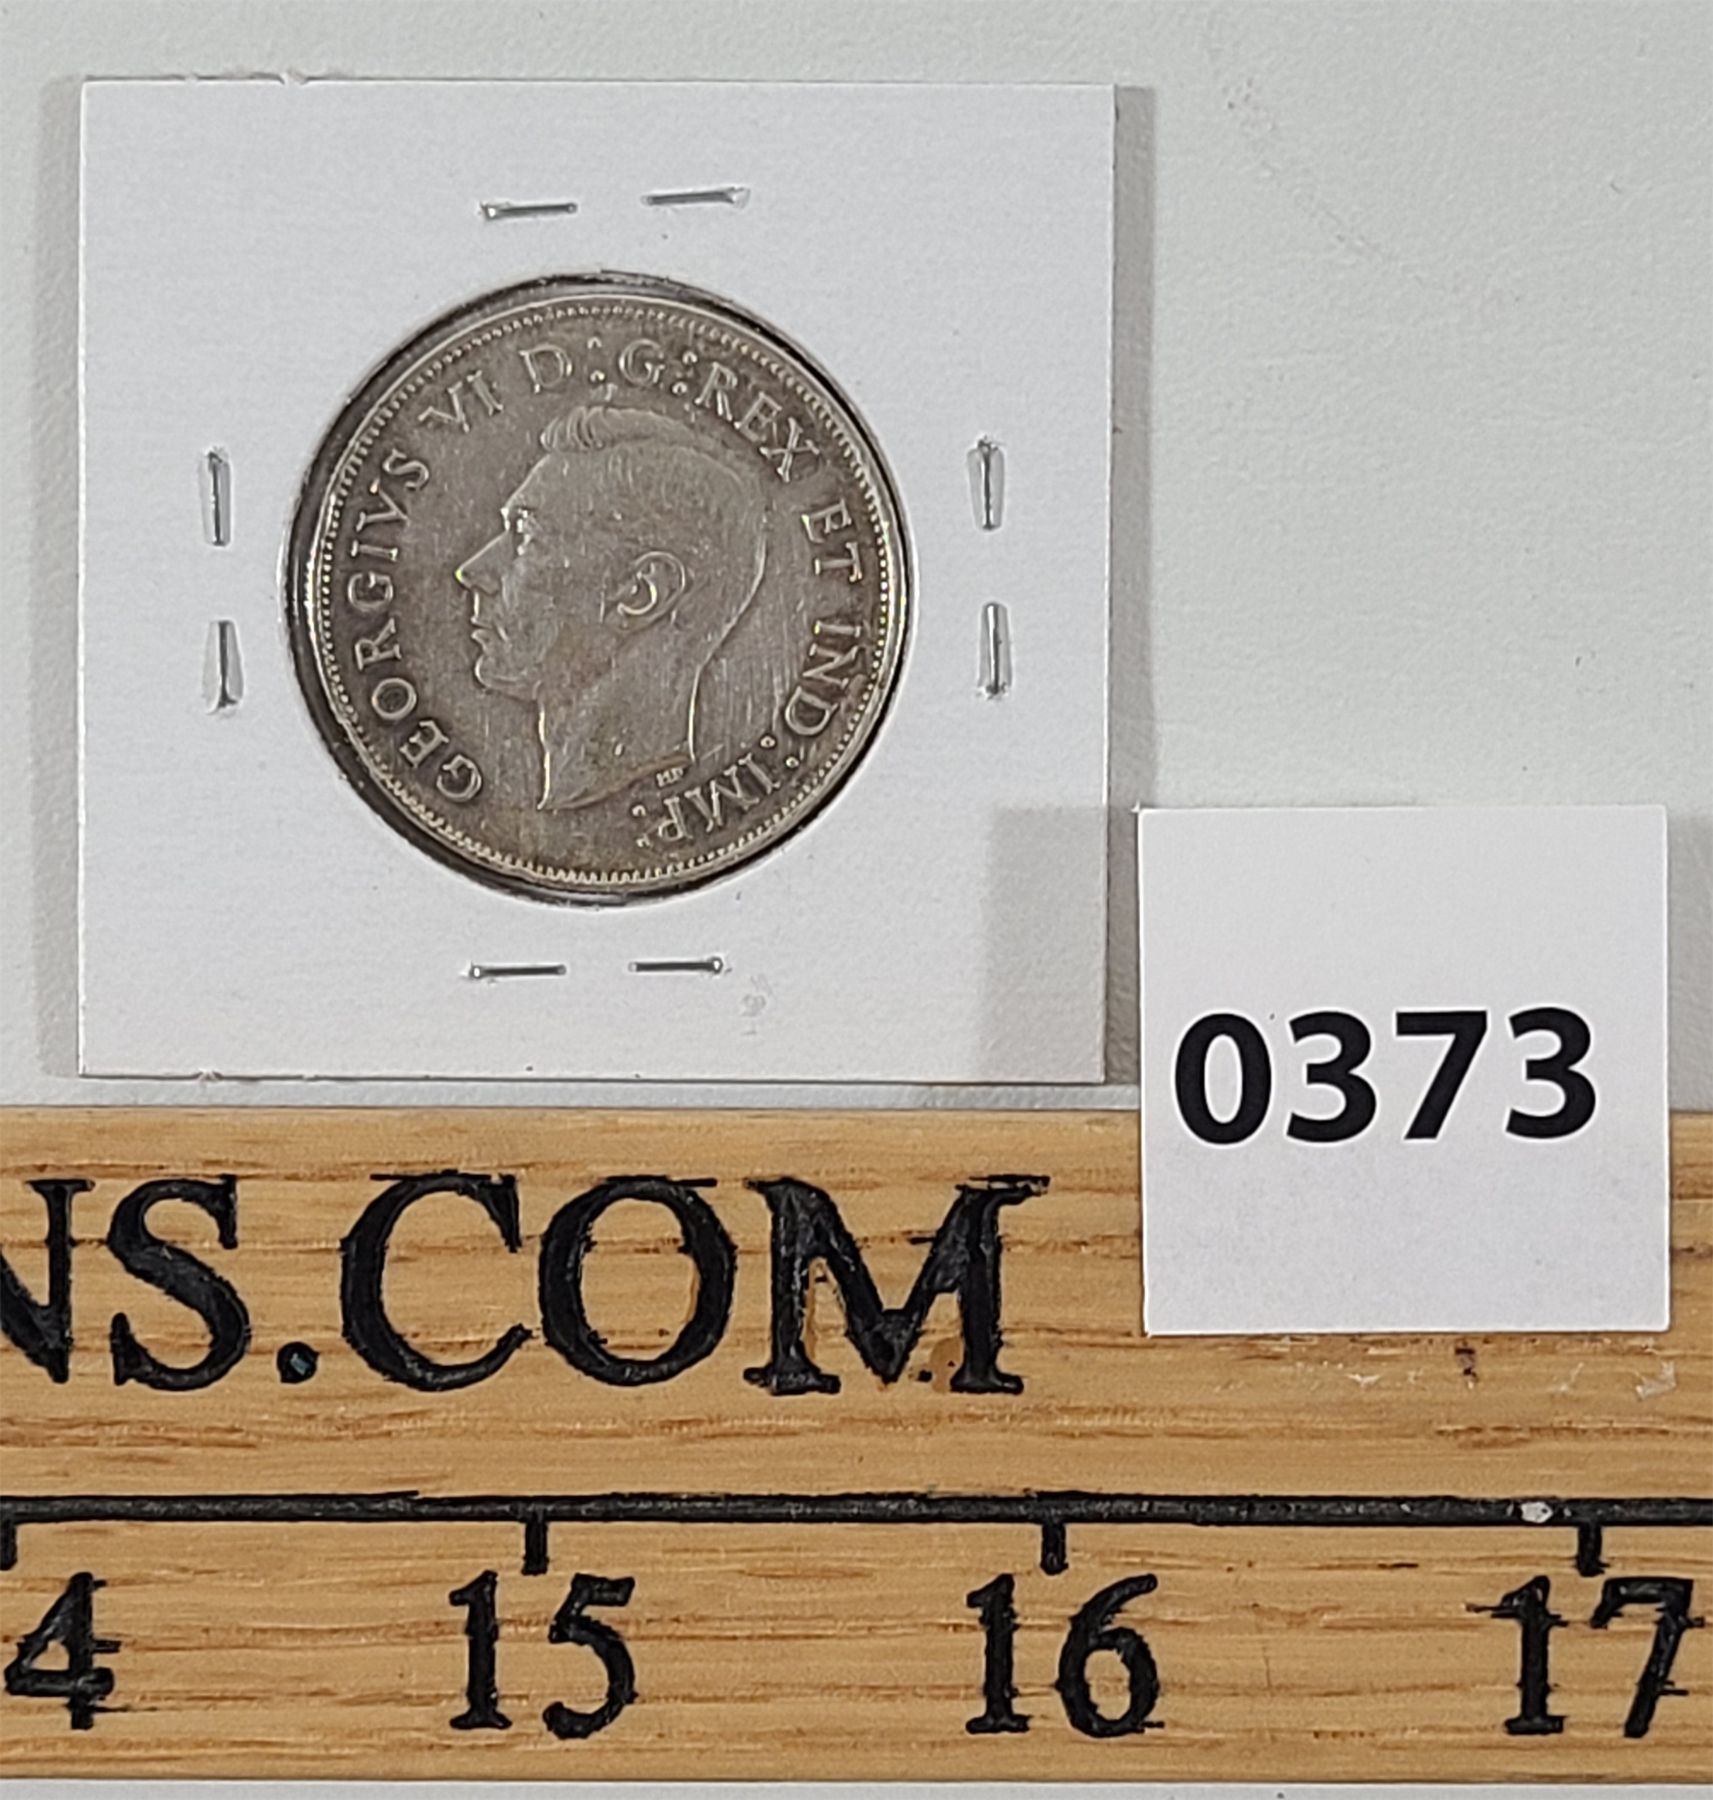 GEORGIVS VI D:G:REX ET IND:IMP:
HP
0373
NS.COM
4 15 16 17